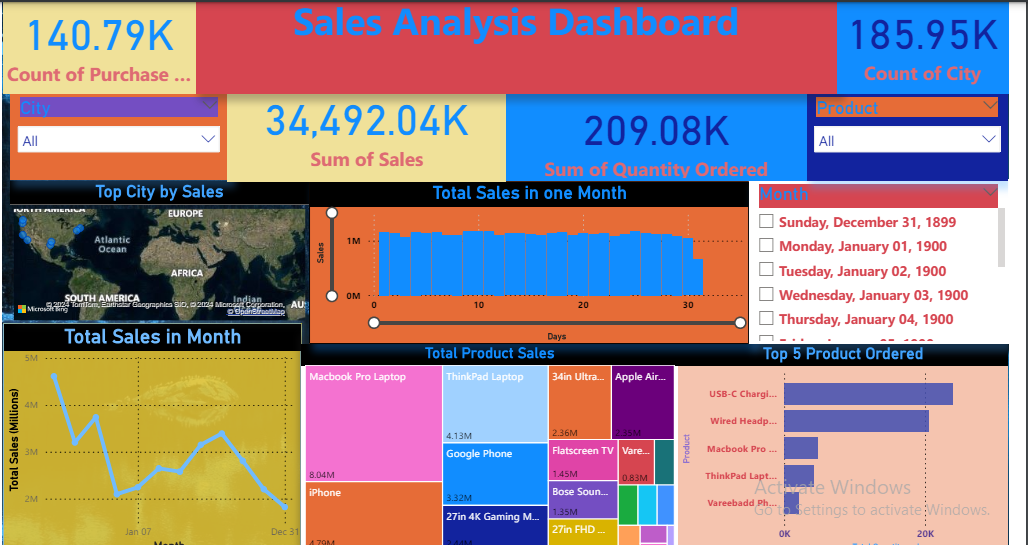 140.79K
Count of Purchase ...
Sales Analysis Dashboard
185.95K
Count of City
City
All
34,492.04K
Sum of Sales
209.08K
Sum of Quantity Ordered
Product
All
Top City by Sales
NORTH AMERICA
EUROPE
Atlantic
Ocean
AFRICA
SOUTH AMERICA
Indian
AU
© 2024 TomTom, Earthstar Geographics SIO, © 2024 Microsoft Corporation,
© OpenStreetMap
Microsoft Bing
Total Sales in one Month
Sales
1M
0M
0
10
20
30
Days
Month
Sunday, December 31, 1899
Monday, January 01, 1900
Tuesday, January 02, 1900
Wednesday, January 03, 1900
Thursday, January 04, 1900
Total Sales in Month
Total Sales (Millions)
5M
4M
3M
2M
Jan 07
Dec 31
Month
Total Product Sales
Macbook Pro Laptop
8.04M
iPhone
4.79M
ThinkPad Laptop
4.13M
Google Phone
3.32M
27in 4K Gaming M...
2.44M
34in Ultra...
2.36M
Apple Air...
2.35M
Flatscreen TV
1.45M
Vare...
0.83M
Bose Soun...
1.35M
27in FHD ...
Top 5 Product Ordered
Product
USB-C Chargi...
Wired Headp...
Macbook Pro ...
ThinkPad Lapt...
Vareebadd Ph...
0K
20K
Activate Windows
Go to Settings to activate Windows.